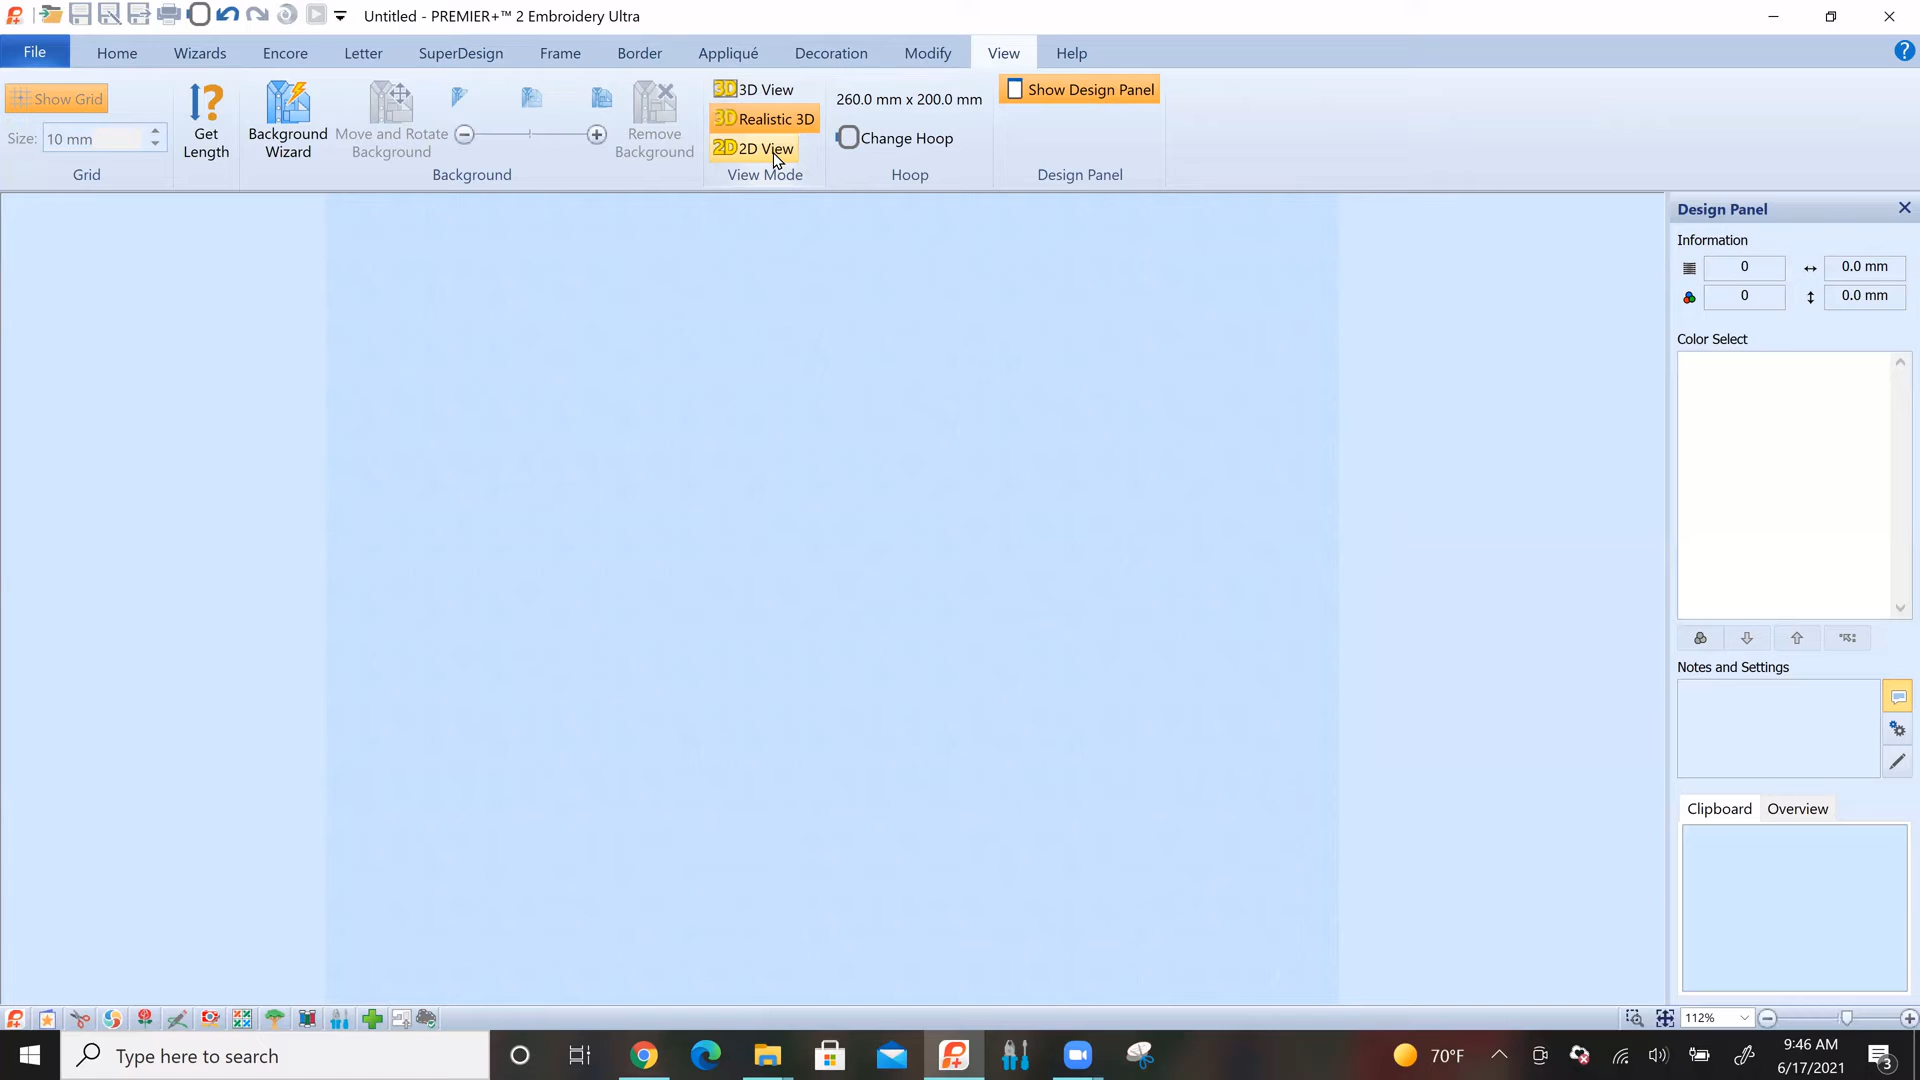 Untitled - PREMIER+™ 2 Embroidery Ultra
File Home Wizards Encore Letter SuperDesign Frame Border Appliqué Decoration Modify View Help
Show Grid
Size: 10 mm
Grid
Get Length
Background Wizard
Move and Rotate Background
Remove Background
Background
3D 3D View
3D Realistic 3D
2D 2D View
View Mode
260.0 mm x 200.0 mm
Change Hoop
Hoop
Show Design Panel
Design Panel
Design Panel
Information
0 0.0 mm
0 0.0 mm
Color Select
Notes and Settings
Clipboard Overview
112%
Type here to search
70°F
9:46 AM
6/17/2021
3